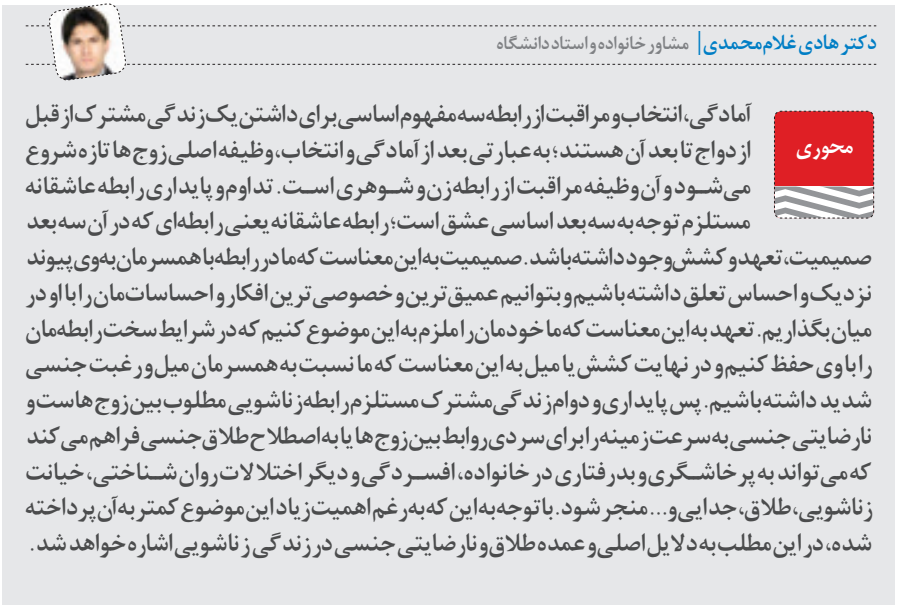 دکتر هادی غلام‌محمدی | مشاور خانواده و استاد دانشگاه
محوری
آمادگی، انتخاب و مراقبت از رابطه سه مفهوم اساسی برای داشتن یک زندگی مشترک از قبل
ازدواج تا بعد آن هستند؛ به عبارتی بعد از آمادگی و انتخاب، وظیفه اصلی زوج‌ها تازه شروع
می‌شود و آن وظیفه مراقبت از رابطه زن و شوهری است. تداوم و پایداری رابطه عاشقانه
مستلزم توجه به سه بعد اساسی عشق است؛ رابطه عاشقانه یعنی رابطه‌ای که در آن سه بعد
صمیمیت، تعهد و کشش وجود داشته باشد. صمیمیت به این معناست که ما در رابطه با همسرمان به وی پیوند
نزدیک و احساس تعلق داشته باشیم و بتوانیم عمیق‌ترین و خصوصی‌ترین افکار و احساسات‌مان را با او در
میان بگذاریم. تعهد به این معناست که ما خودمان را ملزم به این موضوع کنیم که در شرایط سخت رابطه‌مان
را با وی حفظ کنیم و در نهایت کشش یا میل به این معناست که ما نسبت به همسرمان میل و رغبت جنسی
شدید داشته باشیم. پس پایداری و دوام زندگی مشترک مستلزم رابطه زناشویی مطلوب بین زوج‌هاست و
نارضایتی جنسی به سرعت زمینه را برای سردی روابط بین زوج‌ها یا به اصطلاح طلاق جنسی فراهم می‌کند
که می‌تواند به پرخاشگری و بدرفتاری در خانواده، افسردگی و دیگر اختلالات روان‌شناختی، خیانت
زناشویی، طلاق، جدایی و... منجر شود. با توجه به این که به رغم اهمیت زیاد این موضوع کمتر به آن پرداخته
شده، در این مطلب به دلایل اصلی و عمده طلاق و نارضایتی جنسی در زندگی زناشویی اشاره خواهد شد.